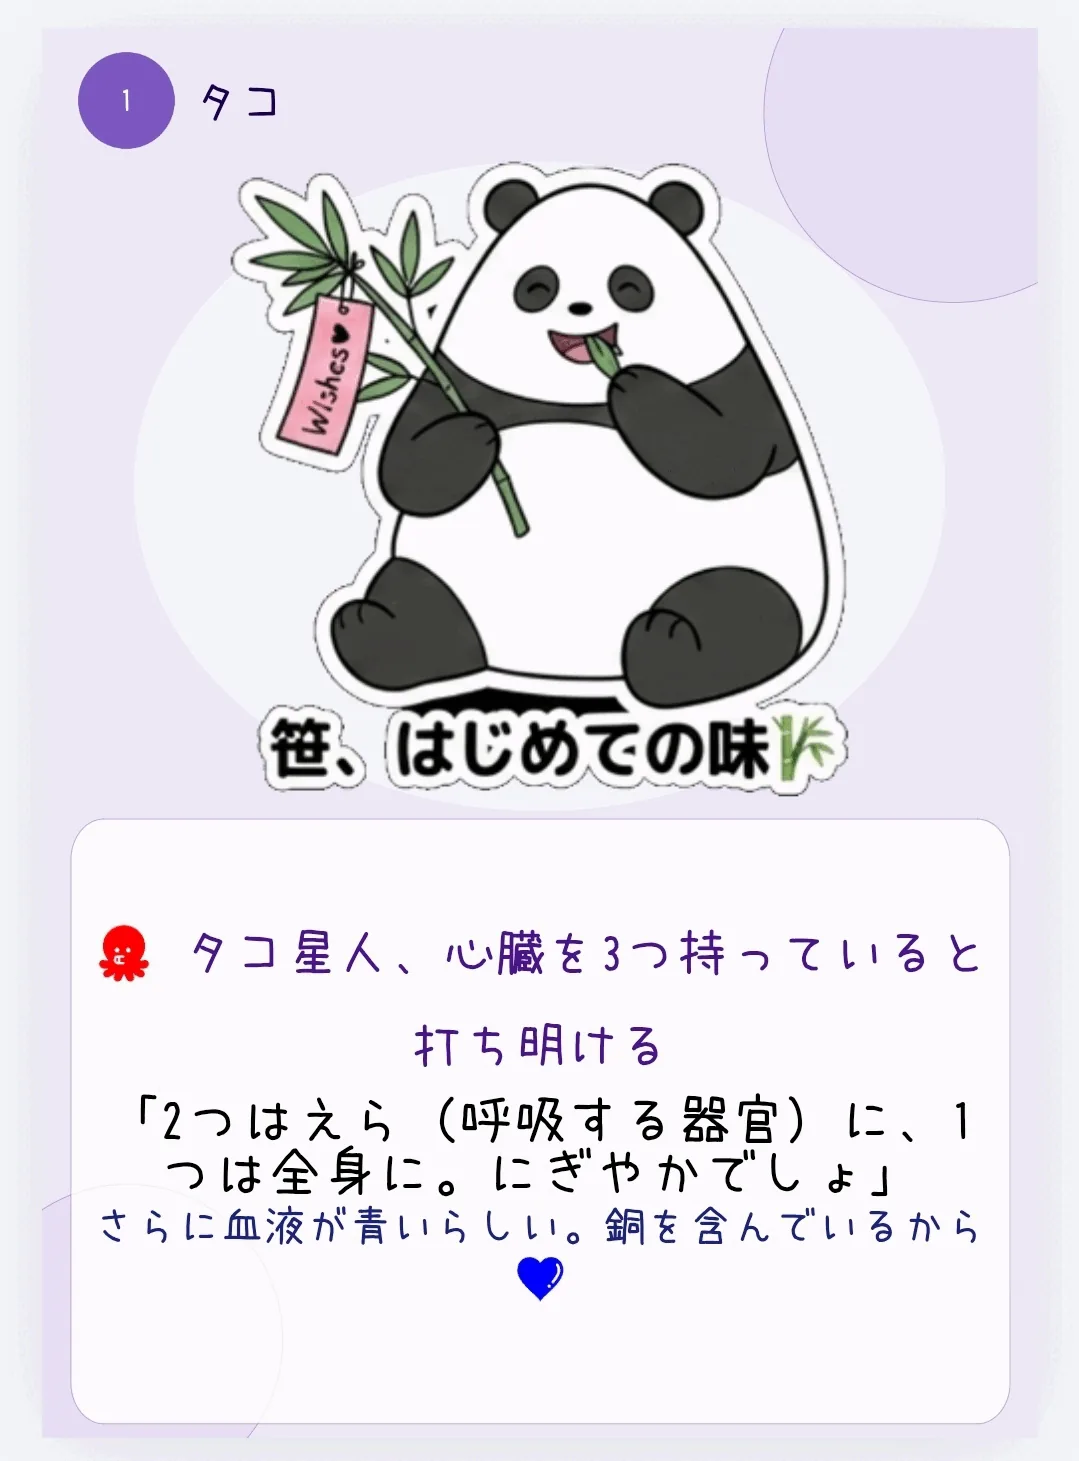 1
タコ
Wishes♥
笹、はじめての味
タコ星人、心臓を3つ持っていると
打ち明ける
「2つはえら（呼吸する器官）に、1
つは全身に。にぎやかでしょ」
さらに血液が青いらしい。銅を含んでいるから
💙